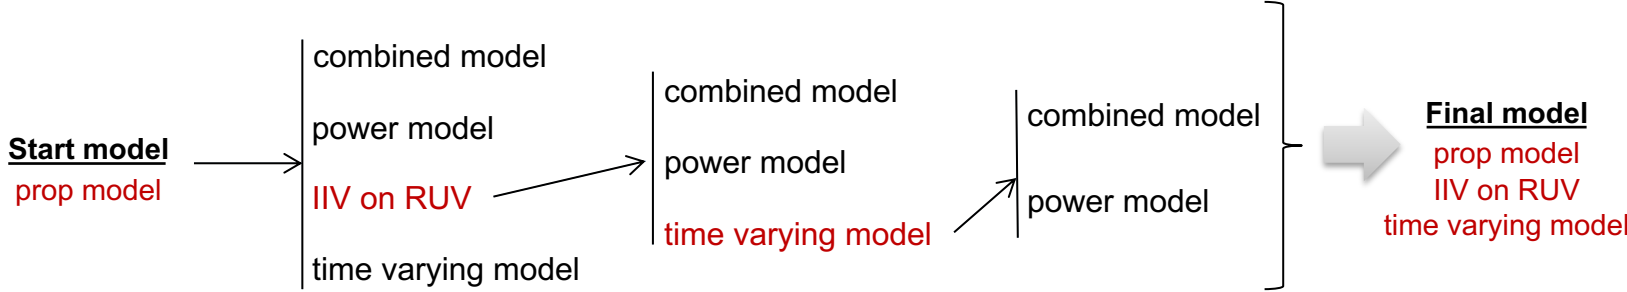 Start model
prop model
combined model
power model
IIV on RUV
time varying model
combined model
power model
time varying model
combined model
power model
Final model
prop model
IIV on RUV
time varying model